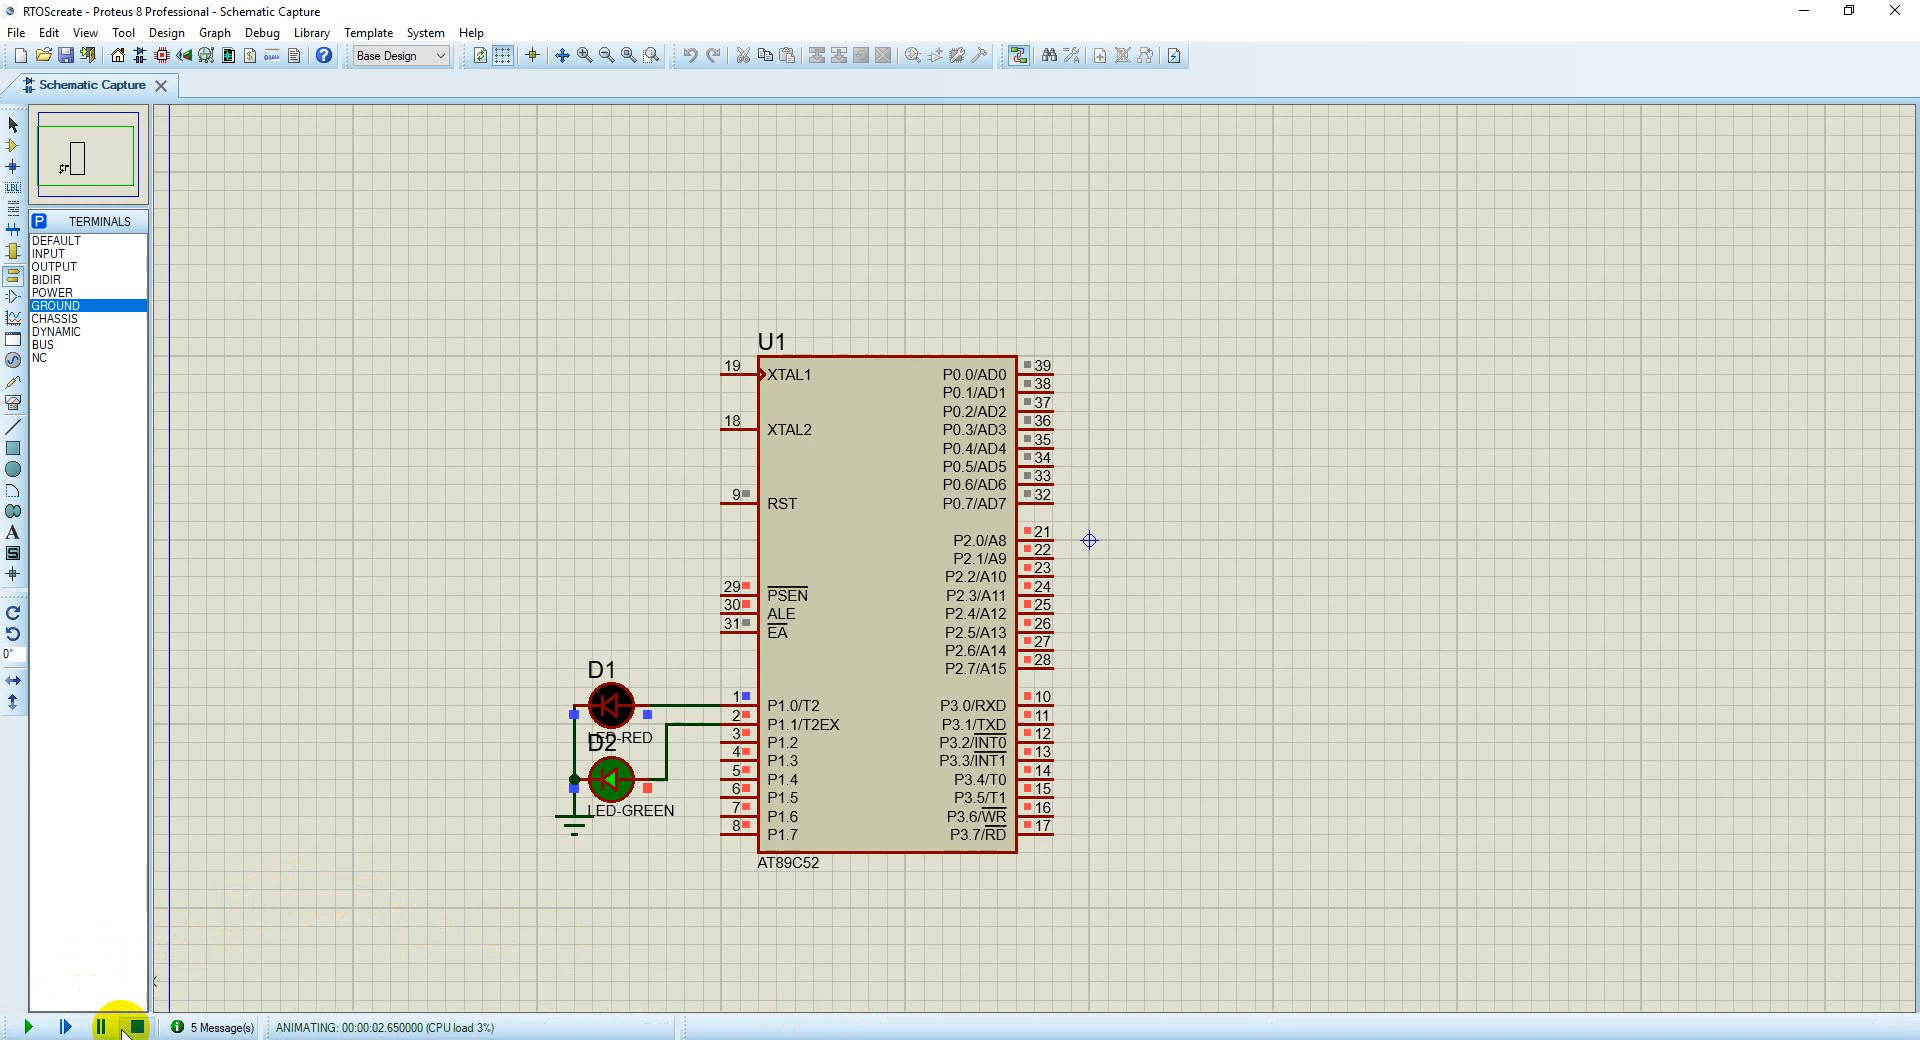 RTOScreate - Proteus 8 Professional - Schematic Capture
File Edit View Tool Design Graph Debug Library Template System Help
Base Design
Schematic Capture
LBL
P TERMINALS
DEFAULT
INPUT
OUTPUT
BIDIR
POWER
GROUND
CHASSIS
DYNAMIC
BUS
NC
A
S
0°
U1
19 XTAL1 P0.0/AD0 39
P0.1/AD1 38
P0.2/AD2 37
18 XTAL2 P0.3/AD3 36
P0.4/AD4 35
P0.5/AD5 34
P0.6/AD6 33
9 RST P0.7/AD7 32
P2.0/A8 21
P2.1/A9 22
P2.2/A10 23
29 PSEN P2.3/A11 24
30 ALE P2.4/A12 25
31 EA P2.5/A13 26
P2.6/A14 27
P2.7/A15 28
D1
1 P1.0/T2 P3.0/RXD 10
2 P1.1/T2EX P3.1/TXD 11
LED-RED
D2
3 P1.2 P3.2/INT0 12
4 P1.3 P3.3/INT1 13
5 P1.4 P3.4/T0 14
6 P1.5 P3.5/T1 15
LED-GREEN
7 P1.6 P3.6/WR 16
8 P1.7 P3.7/RD 17
AT89C52
5 Message(s) ANIMATING: 00:00:02.650000 (CPU load 3%)